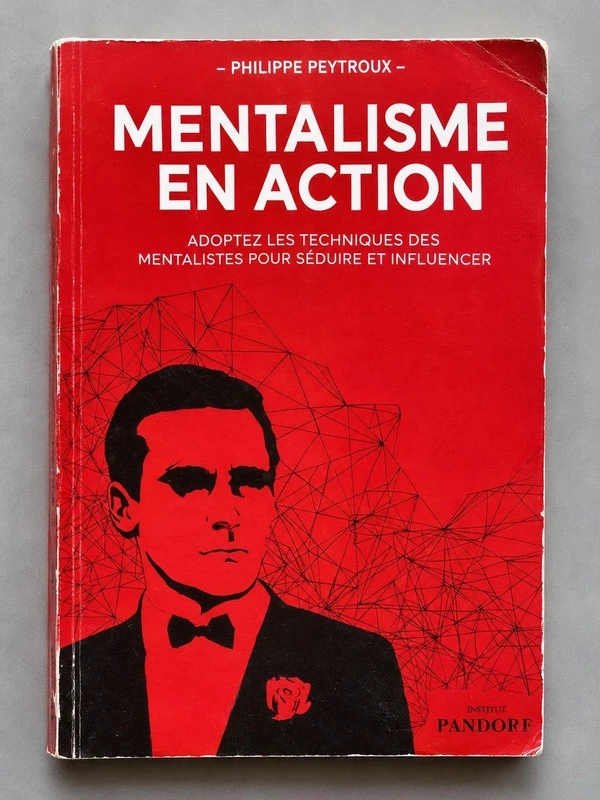 – PHILIPPE PEYTROUX –
MENTALISME
EN ACTION
ADOPTEZ LES TECHNIQUES DES
MENTALISTES POUR SÉDUIRE ET INFLUENCER
INSTITUT
PANDORE